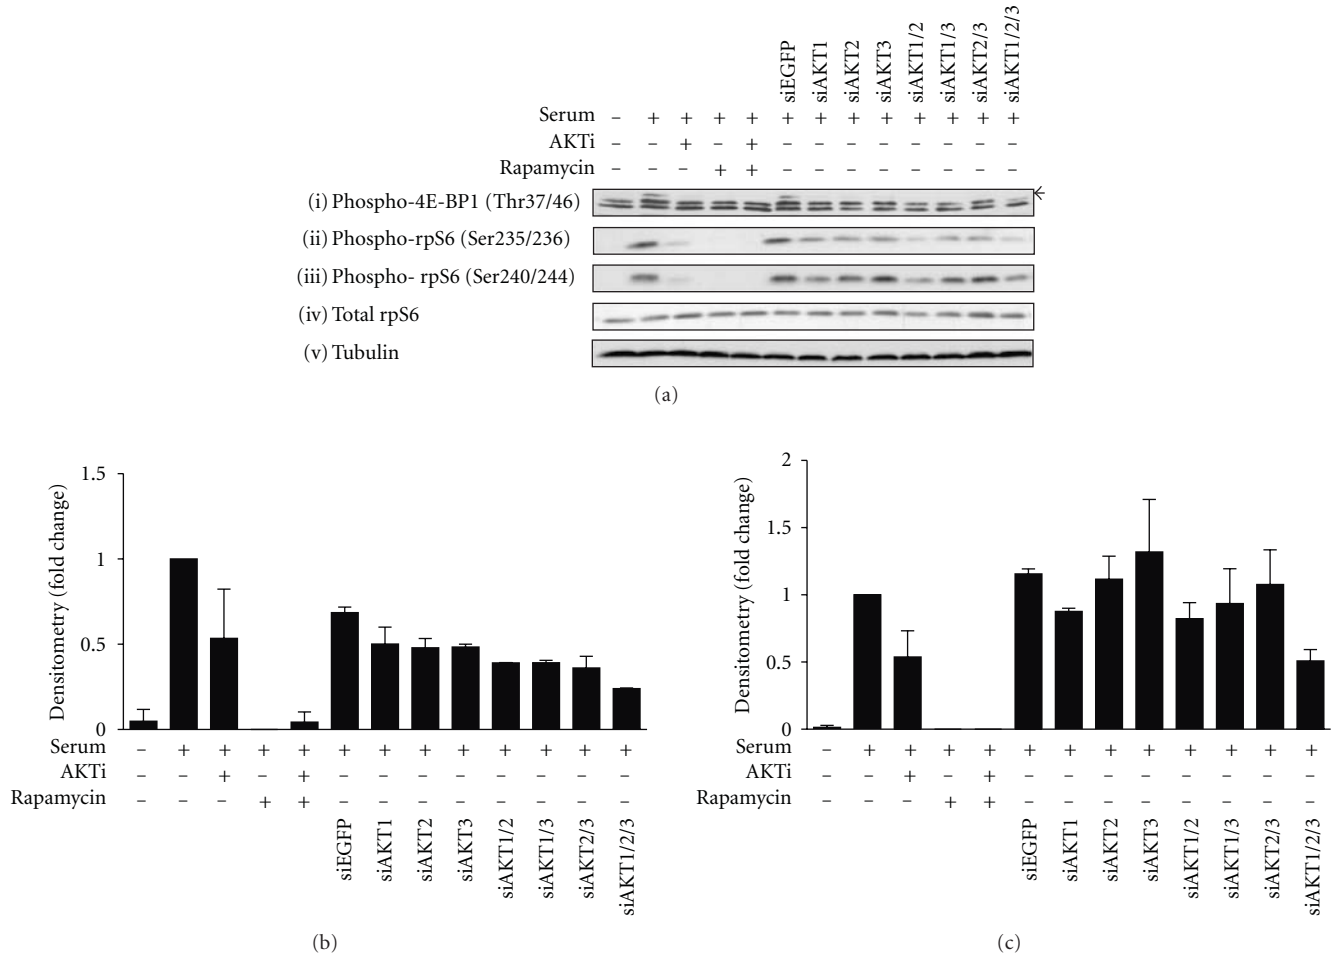 siEGFP siAKT1 siAKT2 siAKT3 siAKT1/2 siAKT1/3 siAKT2/3 siAKT1/2/3
Serum – + + + + + + + + + + + +
AKTi – – + – + – – – – – – – –
Rapamycin – – – + + – – – – – – – –
(i) Phospho-4E-BP1 (Thr37/46)
(ii) Phospho-rpS6 (Ser235/236)
(iii) Phospho- rpS6 (Ser240/244)
(iv) Total rpS6
(v) Tubulin
(a)
Densitometry (fold change)
1.5
1
0.5
0
Serum – + + + + + + + + + + + +
AKTi – – + – + – – – – – – – –
Rapamycin – – – + + – – – – – – – –
siEGFP siAKT1 siAKT2 siAKT3 siAKT1/2 siAKT1/3 siAKT2/3 siAKT1/2/3
(b)
Densitometry (fold change)
2
1.5
1
0.5
0
Serum – + + + + + + + + + + + +
AKTi – – + – + – – – – – – – –
Rapamycin – – – + + – – – – – – – –
siEGFP siAKT1 siAKT2 siAKT3 siAKT1/2 siAKT1/3 siAKT2/3 siAKT1/2/3
(c)